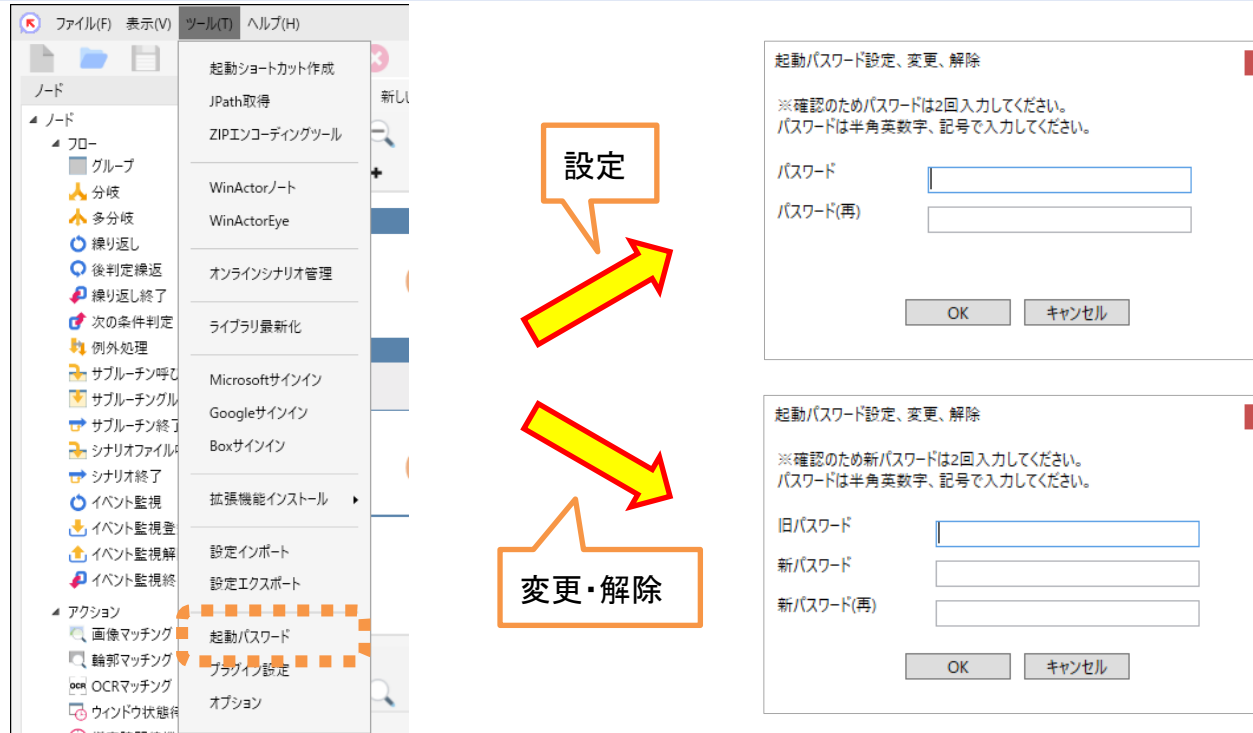 ファイル(F) 表示(V) ツール(T) ヘルプ(H)
ノード
ノード
フロー
グループ
分岐
多分岐
繰り返し
後判定繰返
繰り返し終了
次の条件判定
例外処理
サブルーチン呼び
サブルーチングル
サブルーチン終了
シナリオファイル
シナリオ終了
イベント監視
イベント監視登
イベント監視解
イベント監視終
アクション
画像マッチング
輪郭マッチング
OCR OCRマッチング
ウィンドウ状態待
起動ショートカット作成
JPath取得
ZIPエンコーディングツール
WinActorノート
WinActorEye
オンラインシナリオ管理
ライブラリ最新化
Microsoftサインイン
Googleサインイン
Boxサインイン
拡張機能インストール
設定インポート
設定エクスポート
起動パスワード
プラグイン設定
オプション
新し
設定
変更・解除
起動パスワード設定、変更、解除
※確認のためパスワードは2回入力してください。
パスワードは半角英数字、記号で入力してください。
パスワード
パスワード(再)
OK キャンセル
起動パスワード設定、変更、解除
※確認のため新パスワードは2回入力してください。
パスワードは半角英数字、記号で入力してください。
旧パスワード
新パスワード
新パスワード(再)
OK キャンセル